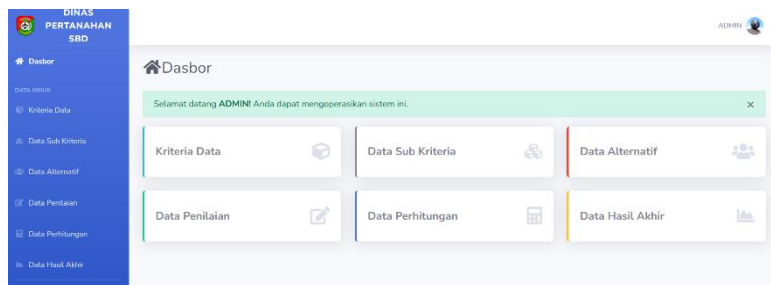 DINAS
PERTANAHAN
SBD
ADMIN
Dasbor
DATA INDUK
Kriteria Data
Data Sub Kriteria
Data Alternatif
Data Penilaian
Data Perhitungan
Data Hasil Akhir
Dasbor
Selamat datang ADMIN! Anda dapat mengoperasikan sistem ini.
Kriteria Data
Data Sub Kriteria
Data Alternatif
Data Penilaian
Data Perhitungan
Data Hasil Akhir